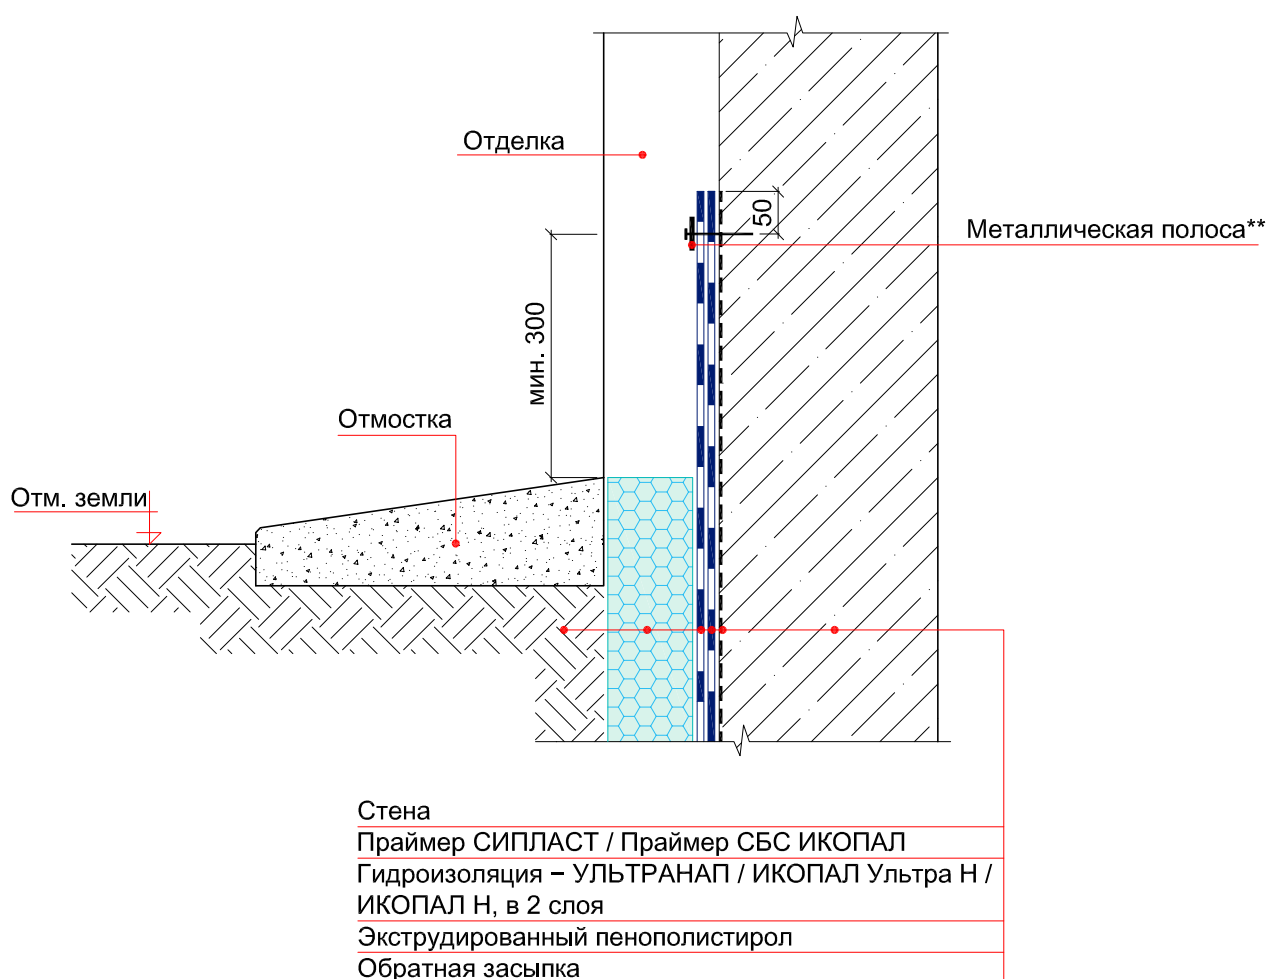 Отделка
50
Металлическая полоса**
мин. 300
Отмостка
Отм. земли
Стена
Праймер СИПЛАСТ / Праймер СБС ИКОПАЛ
Гидроизоляция – УЛЬТРАНАП / ИКОПАЛ Ультра Н /
ИКОПАЛ Н, в 2 слоя
Экструдированный пенополистирол
Обратная засыпка